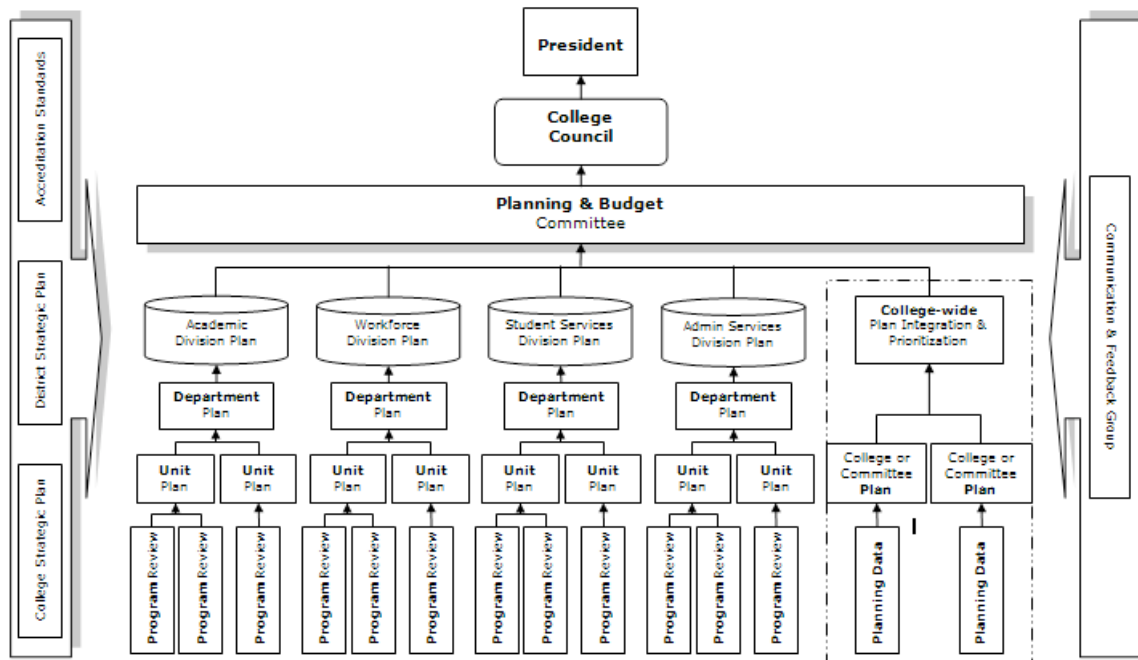 President
College
Council
Planning & Budget
Committee
Accreditation Standards
District Strategic Plan
College Strategic Plan
Communication & Feedback Group
Academic
Division Plan
Workforce
Division Plan
Student Services
Division Plan
Admin Services
Division Plan
College-wide
Plan Integration &
Prioritization
Department
Plan
Department
Plan
Department
Plan
Department
Plan
Unit
Plan
Unit
Plan
Unit
Plan
Unit
Plan
Unit
Plan
Unit
Plan
Unit
Plan
Unit
Plan
College or
Committee
Plan
College or
Committee
Plan
Program Review
Program Review
Program Review
Program Review
Program Review
Program Review
Program Review
Program Review
Program Review
Program Review
Program Review
Program Review
Planning Data
Planning Data